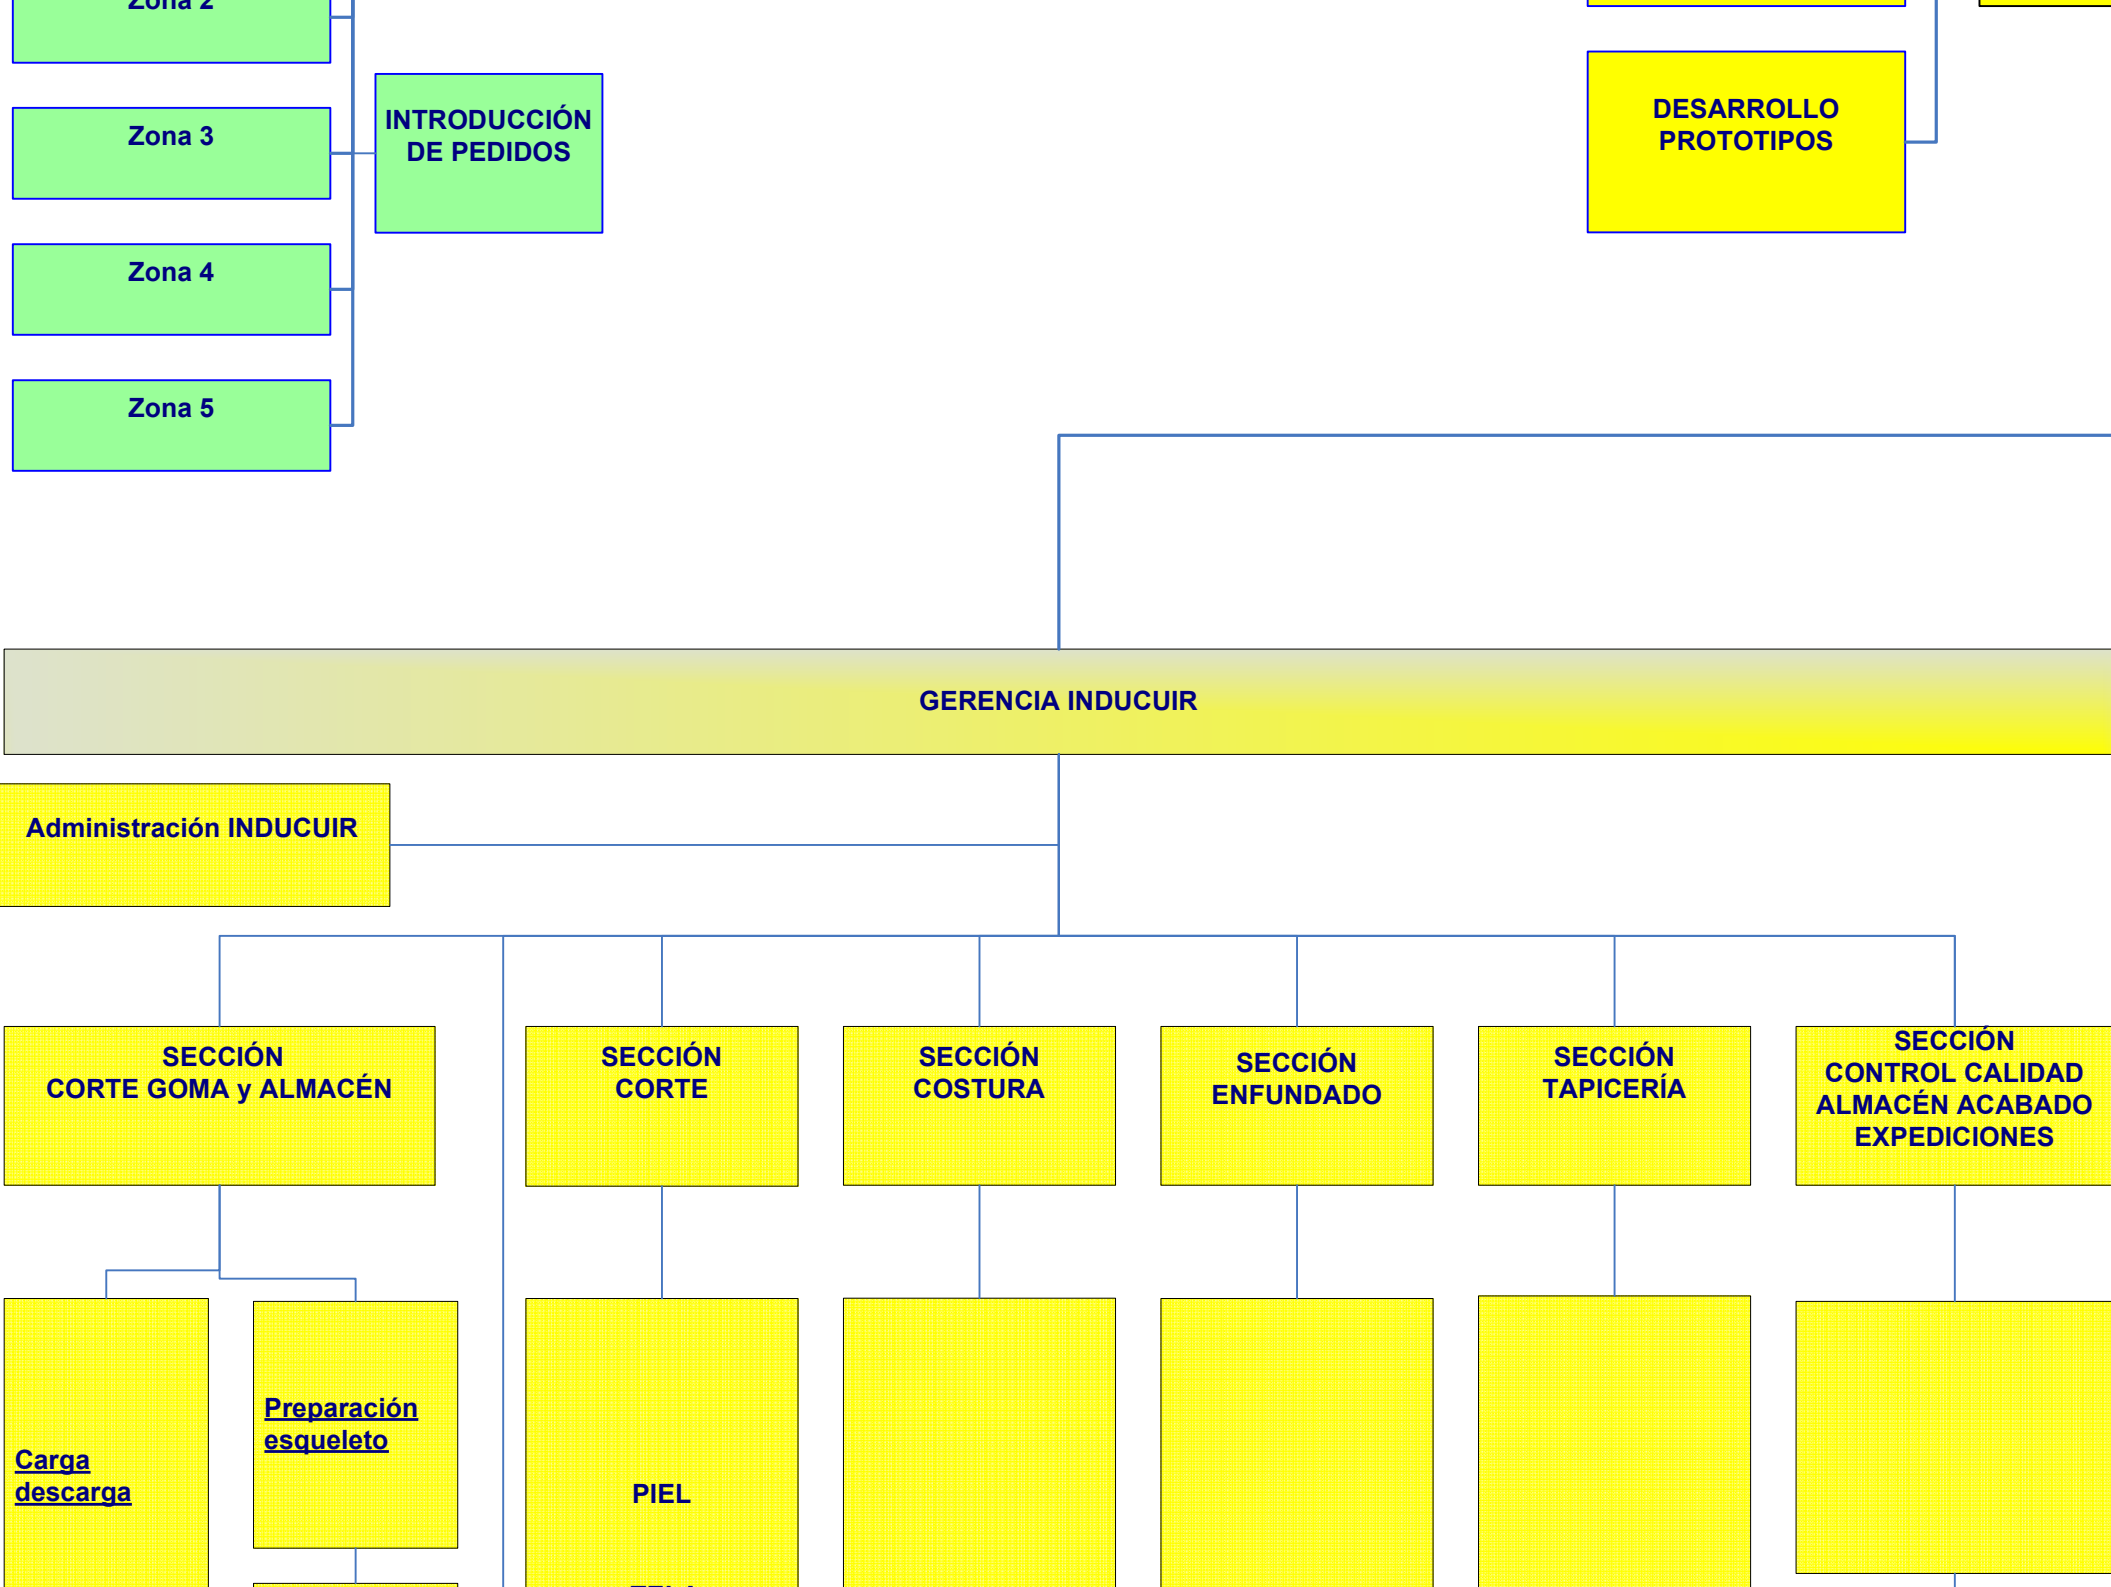 Zona 2
INTRODUCCIÓN
DE PEDIDOS
Zona 3
Zona 4
Zona 5
DESARROLLO
PROTOTIPOS
GERENCIA INDUCUIR
Administración INDUCUIR
SECCIÓN
CORTE GOMA y ALMACÉN
SECCIÓN
CORTE
SECCIÓN
COSTURA
SECCIÓN
ENFUNDADO
SECCIÓN
TAPICERÍA
SECCIÓN
CONTROL CALIDAD
ALMACÉN ACABADO
EXPEDICIONES
Carga
descarga
Preparación
esqueleto
PIEL